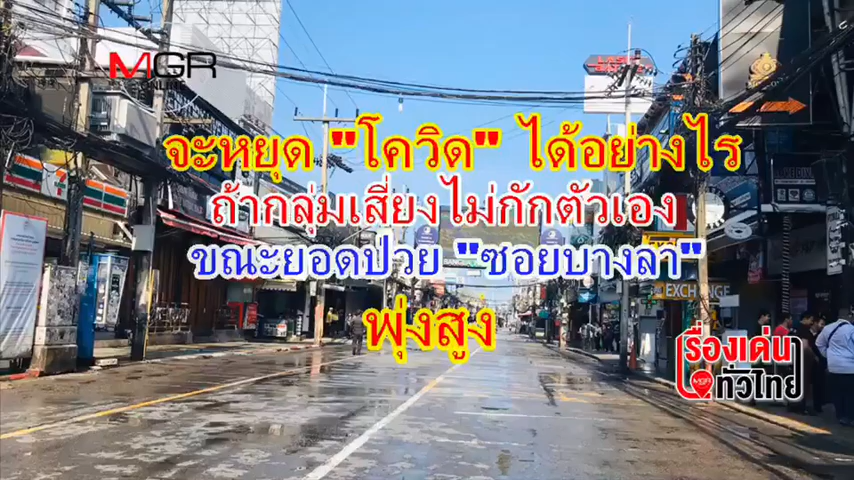 MGR
ONLINE
จะหยุด "โควิด" ได้อย่างไร
ถ้ากลุ่มเสี่ยงไม่กักตัวเอง
ขณะยอดป่วย "ซอยบางลา"
พุ่งสูง
EXCHANGE
เรื่องเด่น
MGR ทั่วไทย